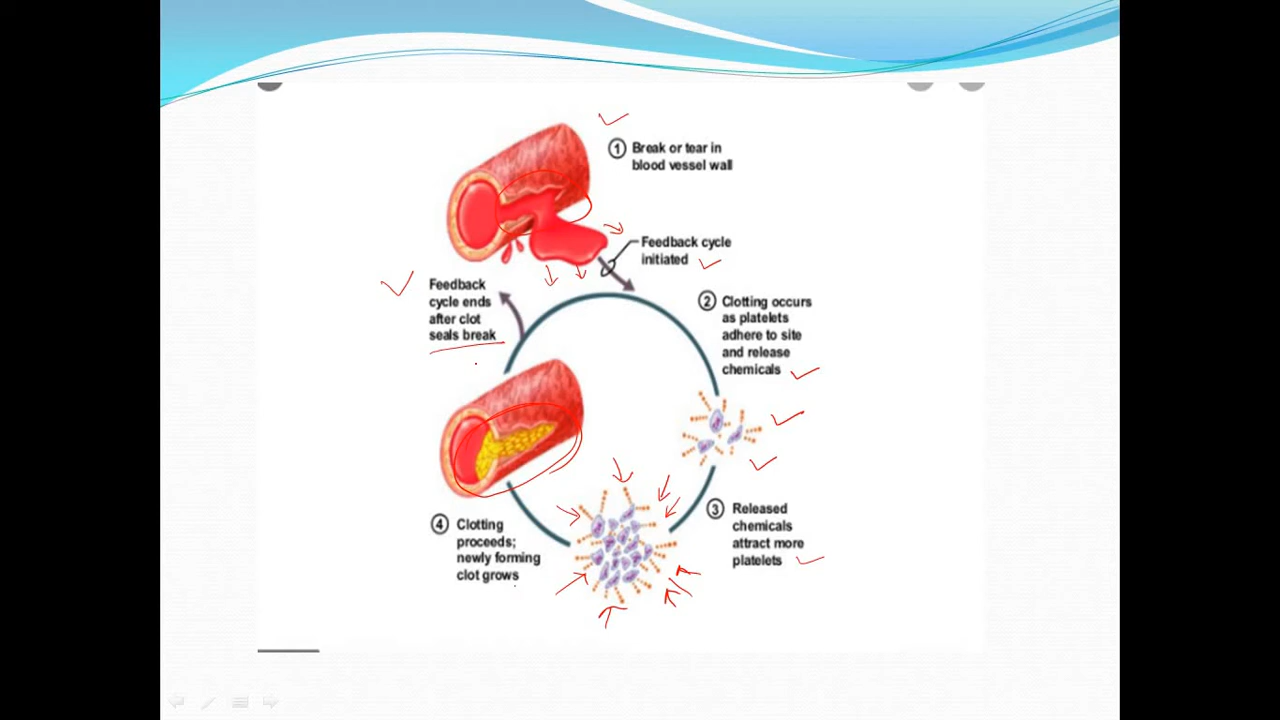 ① Break or tear in
blood vessel wall
Feedback cycle
initiated
② Clotting occurs
as platelets
adhere to site
and release
chemicals
③ Released
chemicals
attract more
platelets
④ Clotting
proceeds;
newly forming
clot grows
Feedback
cycle ends
after clot
seals break